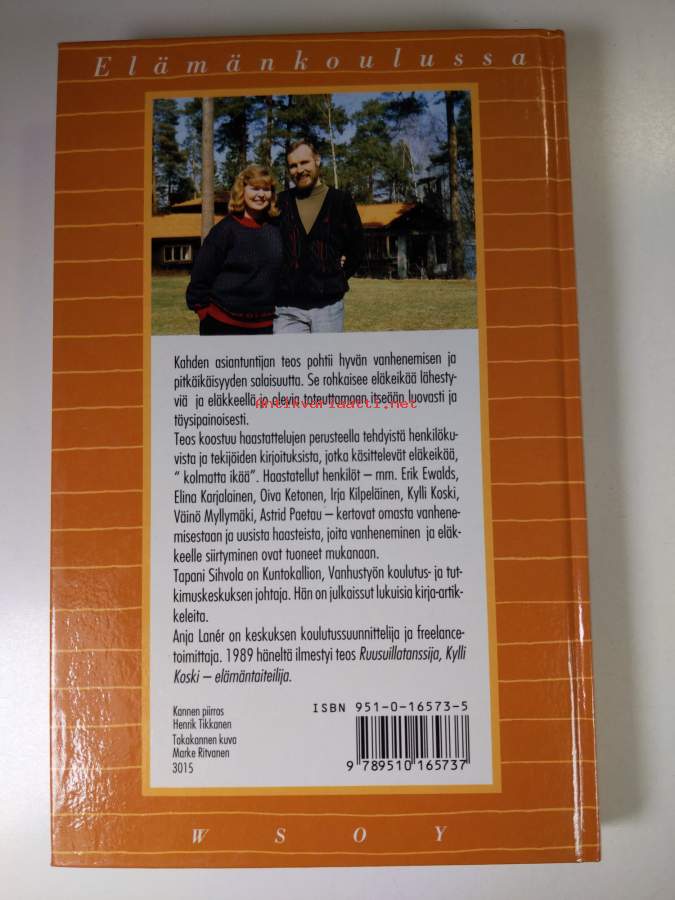 Elämänkoulussa
Kahden asiantuntijan teos pohtii hyvän vanhenemisen ja
pitkäikäisyyden salaisuutta. Se rohkaisee eläkeikää lähesty-
viä ja eläkkeellä jo olevia toteuttamaan itseään luovasti ja
antikvariaatti.net
täysipainoisesti.
Teos koostuu haastattelujen perusteella tehdyistä henkilöku-
vista ja tekijöiden kirjoituksista, jotka käsittelevät eläkeikää,
“ kolmatta ikää”. Haastatellut henkilöt – mm. Erik Ewalds,
Elina Karjalainen, Oiva Ketonen, Irja Kilpeläinen, Kylli Koski,
Väinö Myllymäki, Astrid Paetau – kertovat omasta vanhene-
misestaan ja uusista haasteista, joita vanheneminen ja eläk-
keelle siirtyminen ovat tuoneet mukanaan.
Tapani Sihvola on Kuntokallion, Vanhustyön koulutus- ja tut-
kimuskeskuksen johtaja. Hän on julkaissut lukuisia kirja-artik-
keleita.
Anja Lanér on keskuksen koulutussuunnittelija ja freelance-
toimittaja. 1989 häneltä ilmestyi teos Ruusuillatanssija, Kylli
Koski – elämäntaiteilija.
Kannen piirros
Henrik Tikkanen
Takakannen kuva
Marke Ritvanen
3015
ISBN 951-0-16573-5
9 789510 165737
WSOY